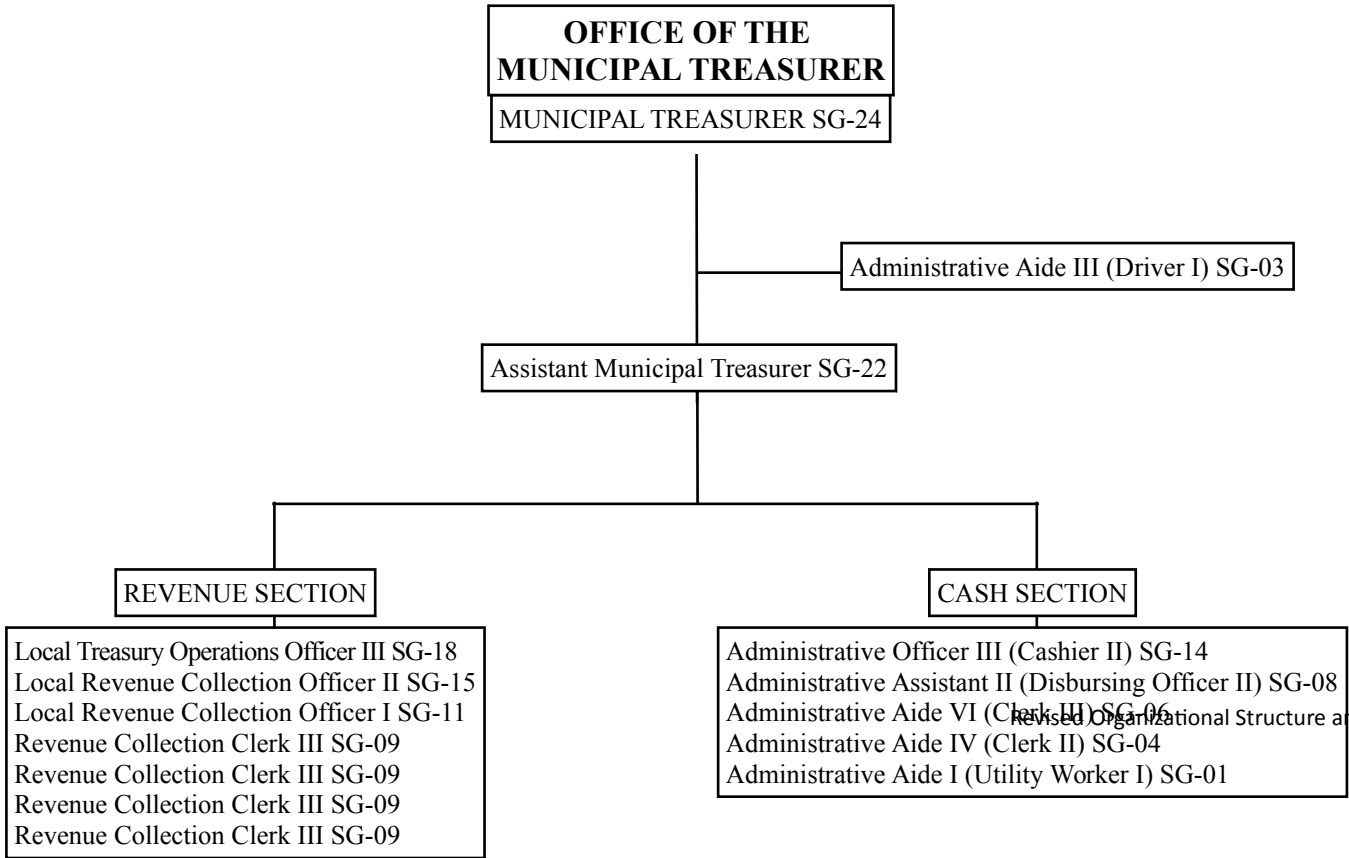 OFFICE OF THE
MUNICIPAL TREASURER
MUNICIPAL TREASURER SG-24
Administrative Aide III (Driver I) SG-03
Assistant Municipal Treasurer SG-22
REVENUE SECTION
Local Treasury Operations Officer III SG-18
Local Revenue Collection Officer II SG-15
Local Revenue Collection Officer I SG-11
Revenue Collection Clerk III SG-09
Revenue Collection Clerk III SG-09
Revenue Collection Clerk III SG-09
Revenue Collection Clerk III SG-09
CASH SECTION
Administrative Officer III (Cashier II) SG-14
Administrative Assistant II (Disbursing Officer II) SG-08
Administrative Aide VI (Clerk III) SG-06
Revised Organizational Structure ar
Administrative Aide IV (Clerk II) SG-04
Administrative Aide I (Utility Worker I) SG-01